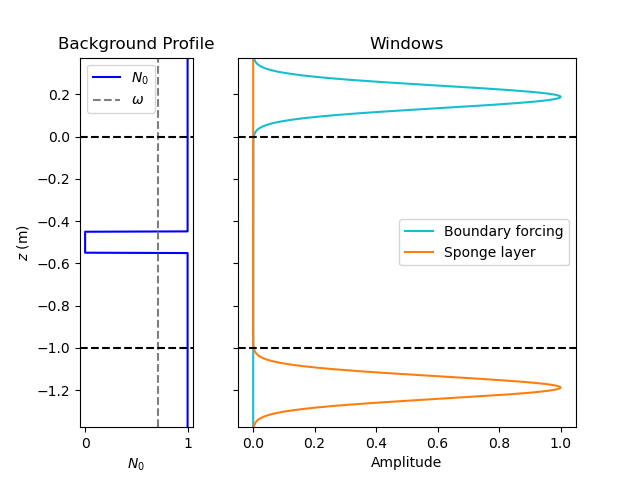 Background Profile
Windows
N₀
ω
0.2
0.0
−0.2
−0.4
−0.6
−0.8
−1.0
−1.2
z (m)
0
1
N₀
Boundary forcing
Sponge layer
0.0
0.2
0.4
0.6
0.8
1.0
Amplitude